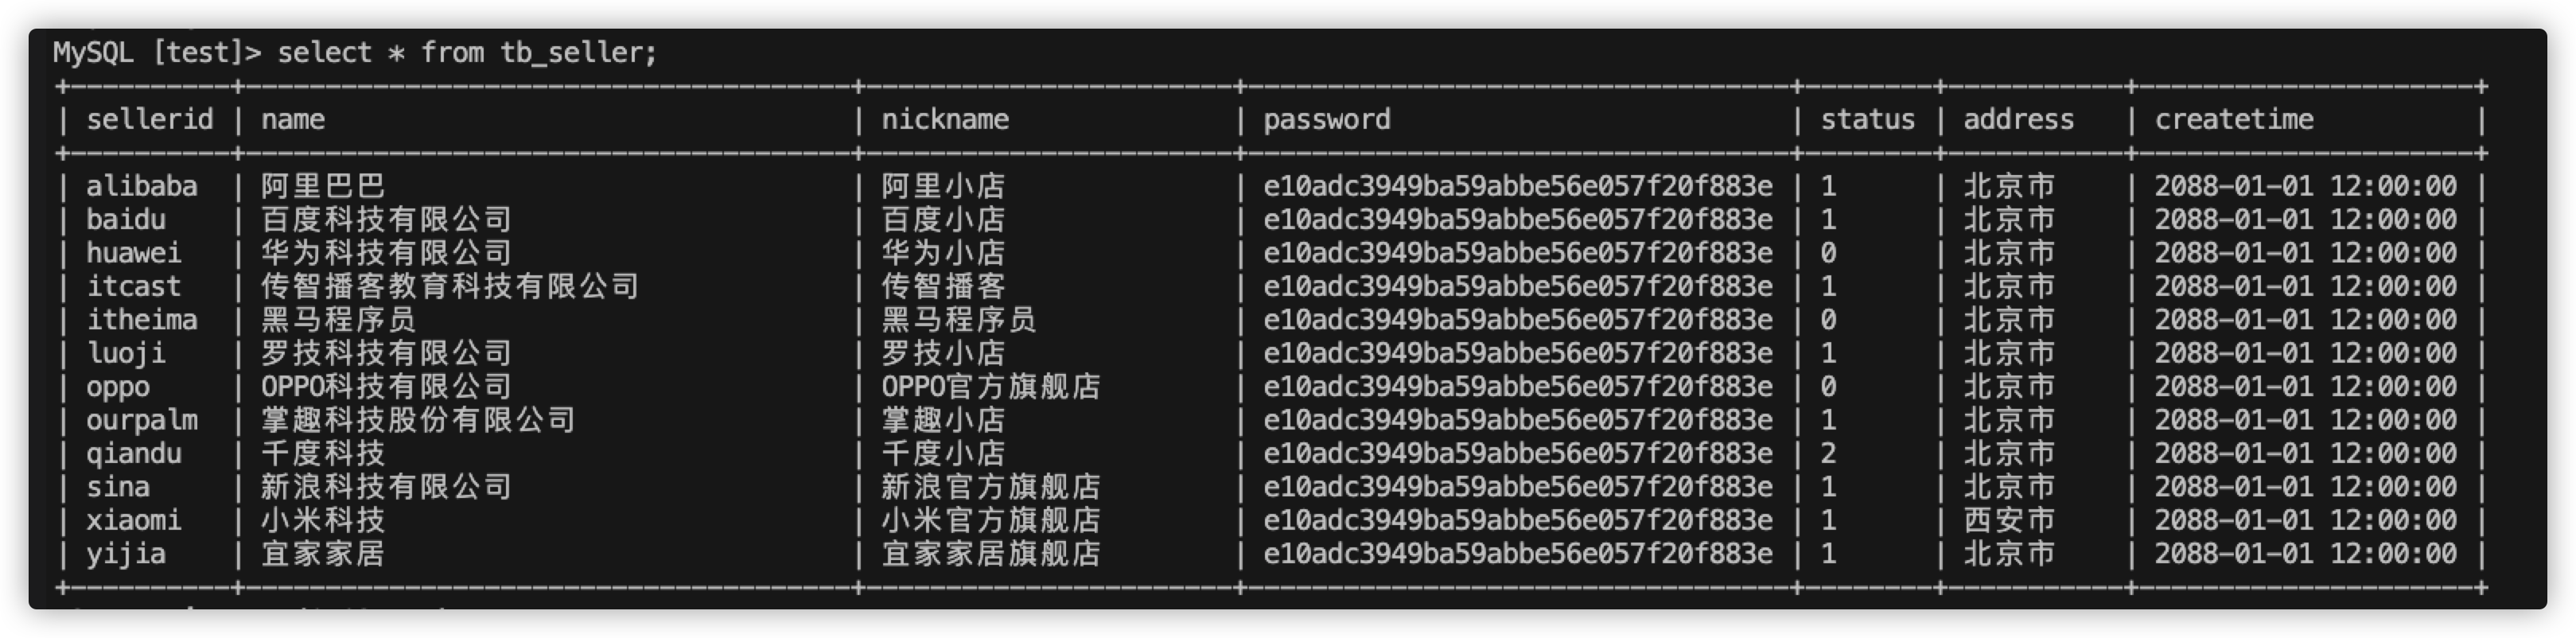 MySQL [test]> select * from tb_seller;
+-----------+---------------------------------------+------------------------+-----------------------------------+---------+------------+----------------------+
| sellerid | name | nickname | password | status | address | createtime |
+-----------+---------------------------------------+------------------------+-----------------------------------+---------+------------+----------------------+
| alibaba | 阿里巴巴 | 阿里小店 | e10adc3949ba59abbe56e057f20f883e | 1 | 北京市 | 2088-01-01 12:00:00 |
| baidu | 百度科技有限公司 | 百度小店 | e10adc3949ba59abbe56e057f20f883e | 1 | 北京市 | 2088-01-01 12:00:00 |
| huawei | 华为科技有限公司 | 华为小店 | e10adc3949ba59abbe56e057f20f883e | 0 | 北京市 | 2088-01-01 12:00:00 |
| itcast | 传智播客教育科技有限公司 | 传智播客 | e10adc3949ba59abbe56e057f20f883e | 1 | 北京市 | 2088-01-01 12:00:00 |
| itheima | 黑马程序员 | 黑马程序员 | e10adc3949ba59abbe56e057f20f883e | 0 | 北京市 | 2088-01-01 12:00:00 |
| luoji | 罗技科技有限公司 | 罗技小店 | e10adc3949ba59abbe56e057f20f883e | 1 | 北京市 | 2088-01-01 12:00:00 |
| oppo | OPPO科技有限公司 | OPPO官方旗舰店 | e10adc3949ba59abbe56e057f20f883e | 0 | 北京市 | 2088-01-01 12:00:00 |
| ourpalm | 掌趣科技股份有限公司 | 掌趣小店 | e10adc3949ba59abbe56e057f20f883e | 1 | 北京市 | 2088-01-01 12:00:00 |
| qiandu | 千度科技 | 千度小店 | e10adc3949ba59abbe56e057f20f883e | 2 | 北京市 | 2088-01-01 12:00:00 |
| sina | 新浪科技有限公司 | 新浪官方旗舰店 | e10adc3949ba59abbe56e057f20f883e | 1 | 北京市 | 2088-01-01 12:00:00 |
| xiaomi | 小米科技 | 小米官方旗舰店 | e10adc3949ba59abbe56e057f20f883e | 1 | 西安市 | 2088-01-01 12:00:00 |
| yijia | 宜家家居 | 宜家家居旗舰店 | e10adc3949ba59abbe56e057f20f883e | 1 | 北京市 | 2088-01-01 12:00:00 |
+-----------+---------------------------------------+------------------------+-----------------------------------+---------+------------+----------------------+